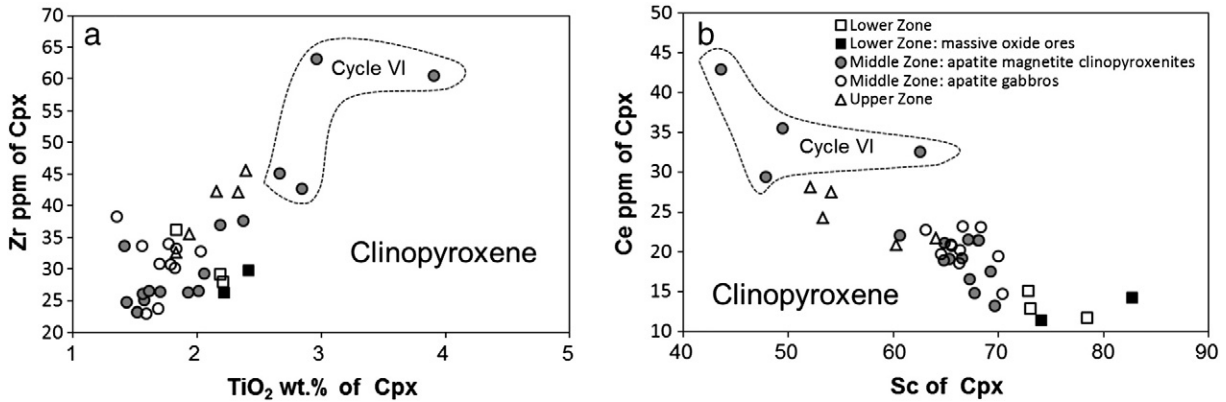 a
70
65
60
55
50
45
40
35
30
25
20
Zr ppm of Cpx
Cycle VI
Clinopyroxene
1 2 3 4 5
TiO₂ wt.% of Cpx
b
50
45
40
35
30
25
20
15
10
Ce ppm of Cpx
Lower Zone
Lower Zone: massive oxide ores
Middle Zone: apatite magnetite clinopyroxenites
Middle Zone: apatite gabbros
Upper Zone
Cycle VI
Clinopyroxene
40 50 60 70 80 90
Sc of Cpx